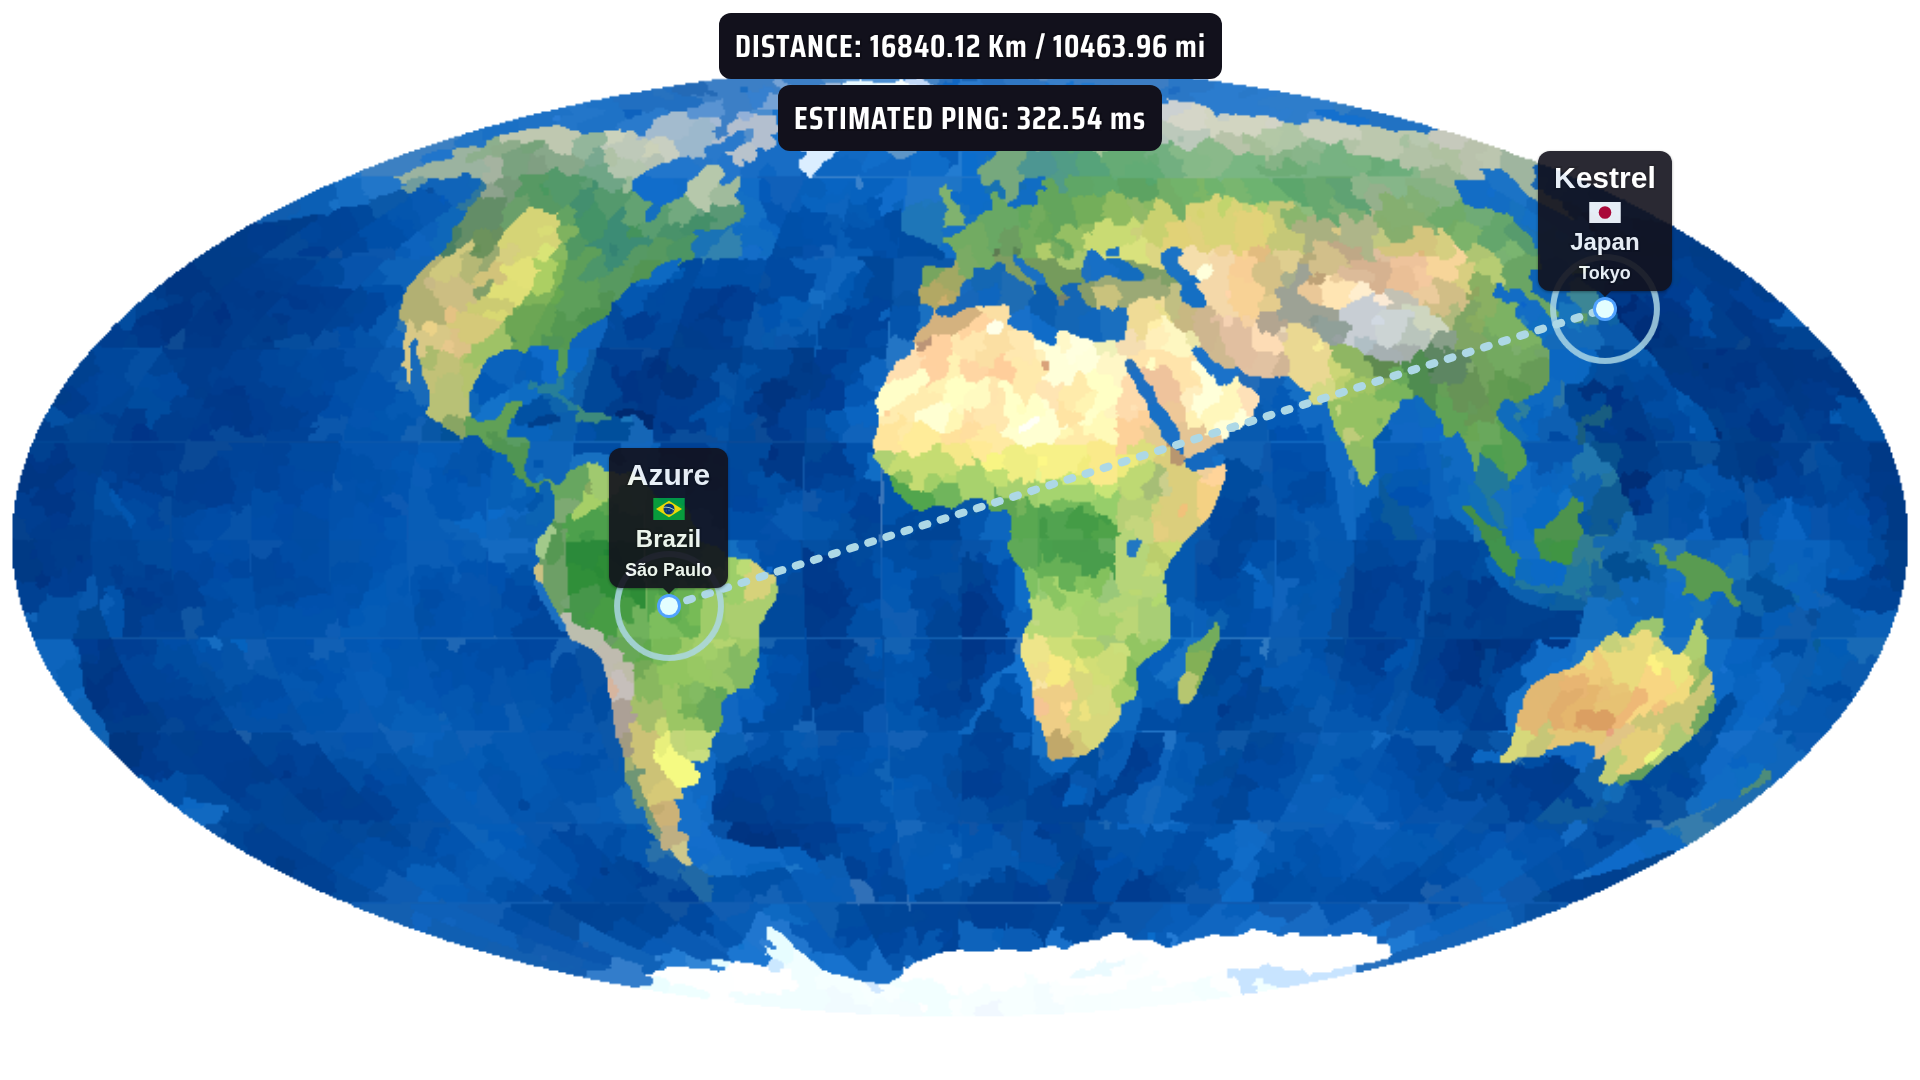 DISTANCE: 16840.12 Km / 10463.96 mi
ESTIMATED PING: 322.54 ms
Kestrel
Japan
Tokyo
Azure
Brazil
São Paulo